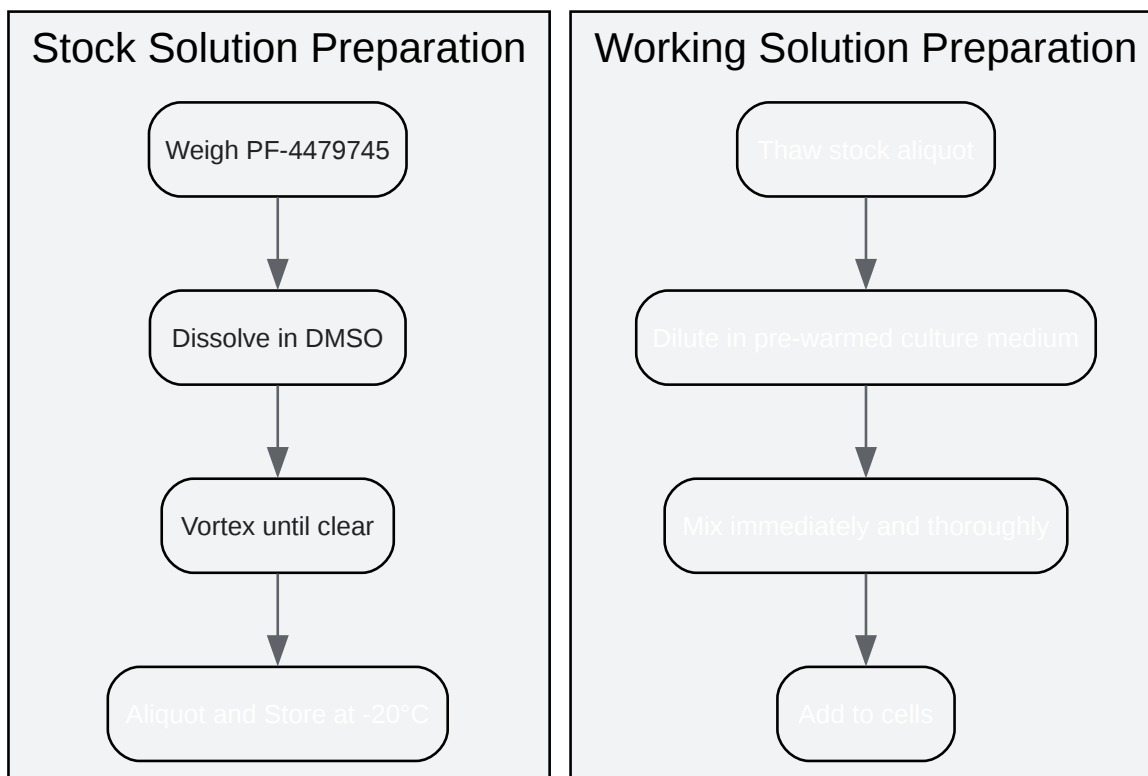 Stock Solution Preparation
Weigh PF-4479745
Dissolve in DMSO
Vortex until clear
Aliquot and Store at -20°C
Working Solution Preparation
Thaw stock aliquot
Dilute in pre-warmed culture medium
Mix immediately and thoroughly
Add to cells